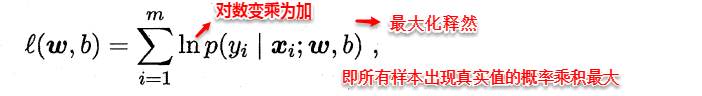 对数变乘为加
ℓ(w, b) = ∑_{i=1}^{m} ln p(y_i | x_i; w, b) ,
最大化释然
即所有样本出现真实值的概率乘积最大